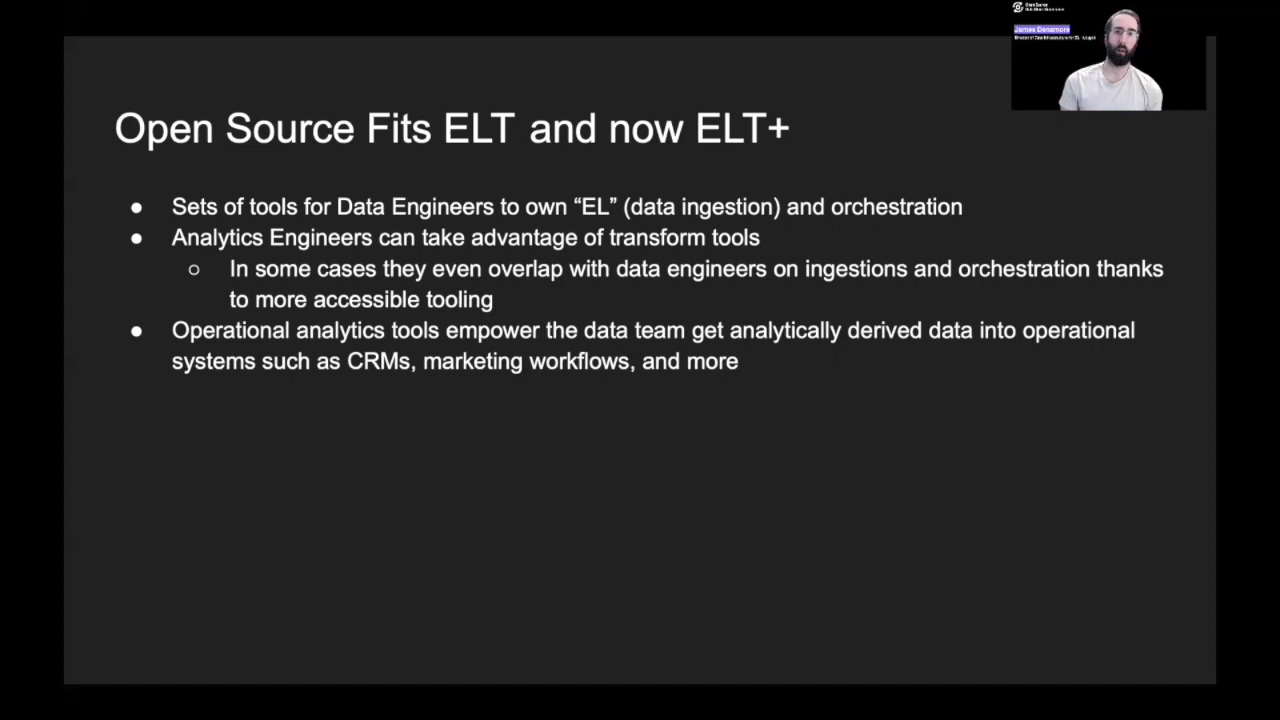 Open Source
James Densmore
Open Source Fits ELT and now ELT+
● Sets of tools for Data Engineers to own “EL” (data ingestion) and orchestration
● Analytics Engineers can take advantage of transform tools
○ In some cases they even overlap with data engineers on ingestions and orchestration thanks
to more accessible tooling
● Operational analytics tools empower the data team get analytically derived data into operational
systems such as CRMs, marketing workflows, and more